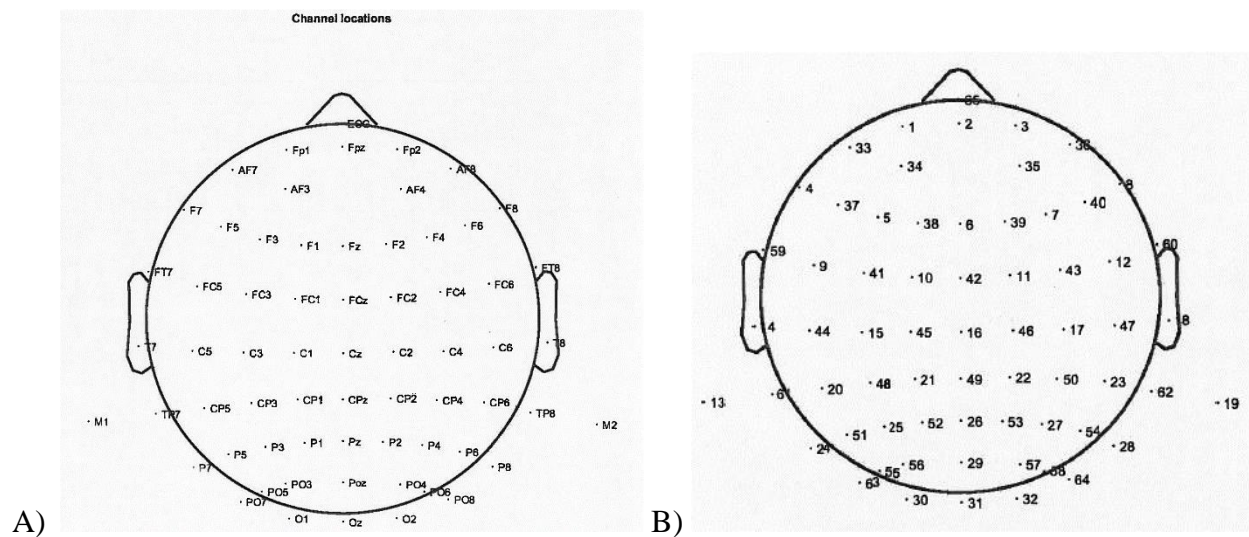 Channel locations
ECG
Fp1 Fpz Fp2
AF7 AF8
AF3 AF4
F7 F5 F3 F1 Fz F2 F4 F6 F8
FT7 FC5 FC3 FC1 FCz FC2 FC4 FC6 FT8
T7 C5 C3 C1 Cz C2 C4 C6 T8
M1 TP7 CP5 CP3 CP1 CPz CP2 CP4 CP6 TP8 M2
P7 P5 P3 P1 Pz P2 P4 P6 P8
PO7 PO5 PO3 Poz PO4 PO6 PO8
O1 Oz O2
A)
65
1 2 3
33 36
34 35
4 37 5 38 6 39 7 40 8
59 9 41 10 42 11 43 12 60
44 15 45 16 46 17 47
13 20 48 21 49 22 50 23 62 19
24 51 25 52 26 53 27 54 28
63 55 56 29 57 58 64
30 31 32
B)